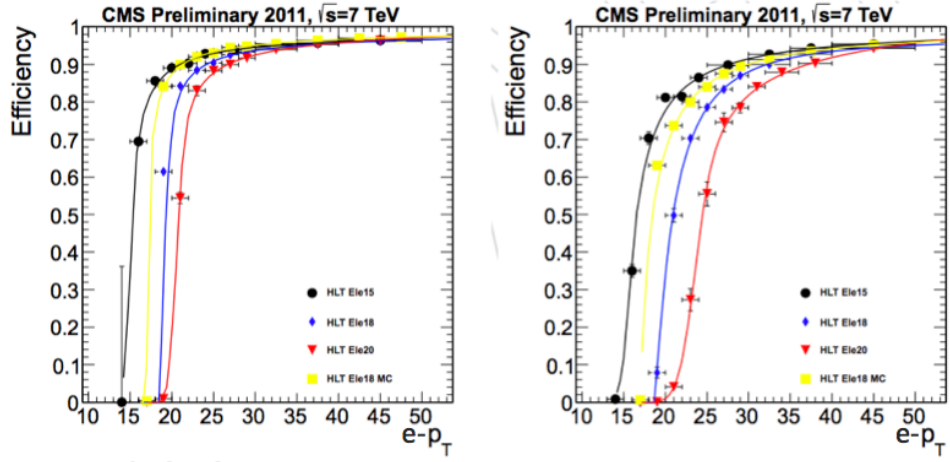 CMS Preliminary 2011, √s=7 TeV
Efficiency
1
0.9
0.8
0.7
0.6
0.5
0.4
0.3
0.2
0.1
0
HLT Ele15
HLT Ele18
HLT Ele20
HLT Ele18 MC
10 15 20 25 30 35 40 45 50
e-pT
CMS Preliminary 2011, √s=7 TeV
Efficiency
1
0.9
0.8
0.7
0.6
0.5
0.4
0.3
0.2
0.1
0
HLT Ele15
HLT Ele18
HLT Ele20
HLT Ele18 MC
10 15 20 25 30 35 40 45 50
e-pT